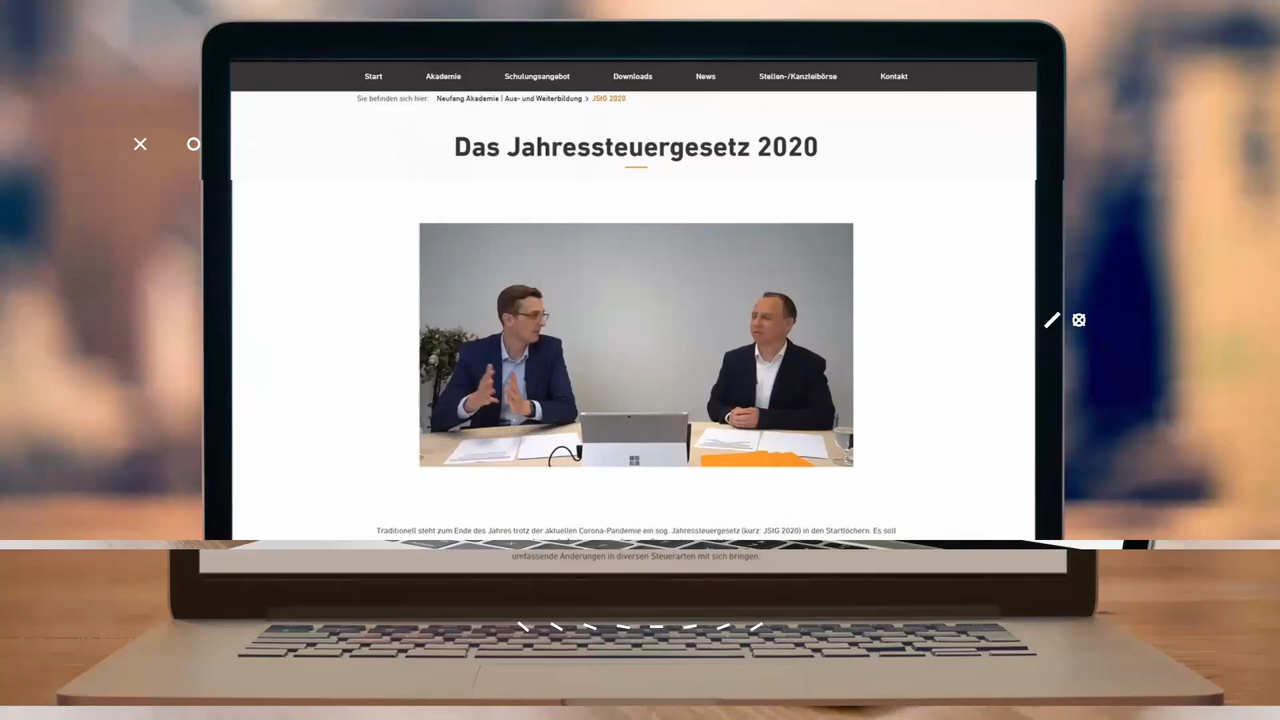 Start Akademie Schulungsangebot Downloads News Stellen-/Kanzleibörse Kontakt
Sie befinden sich hier: Neufang Akademie | Aus- und Weiterbildung > JStG 2020
Das Jahressteuergesetz 2020
Traditionell steht zum Ende des Jahres trotz der aktuellen Corona-Pandemie ein sog. Jahressteuergesetz (kurz: JStG 2020) in den Startlöchern. Es soll
umfassende Änderungen in diversen Steuerarten mit sich bringen.